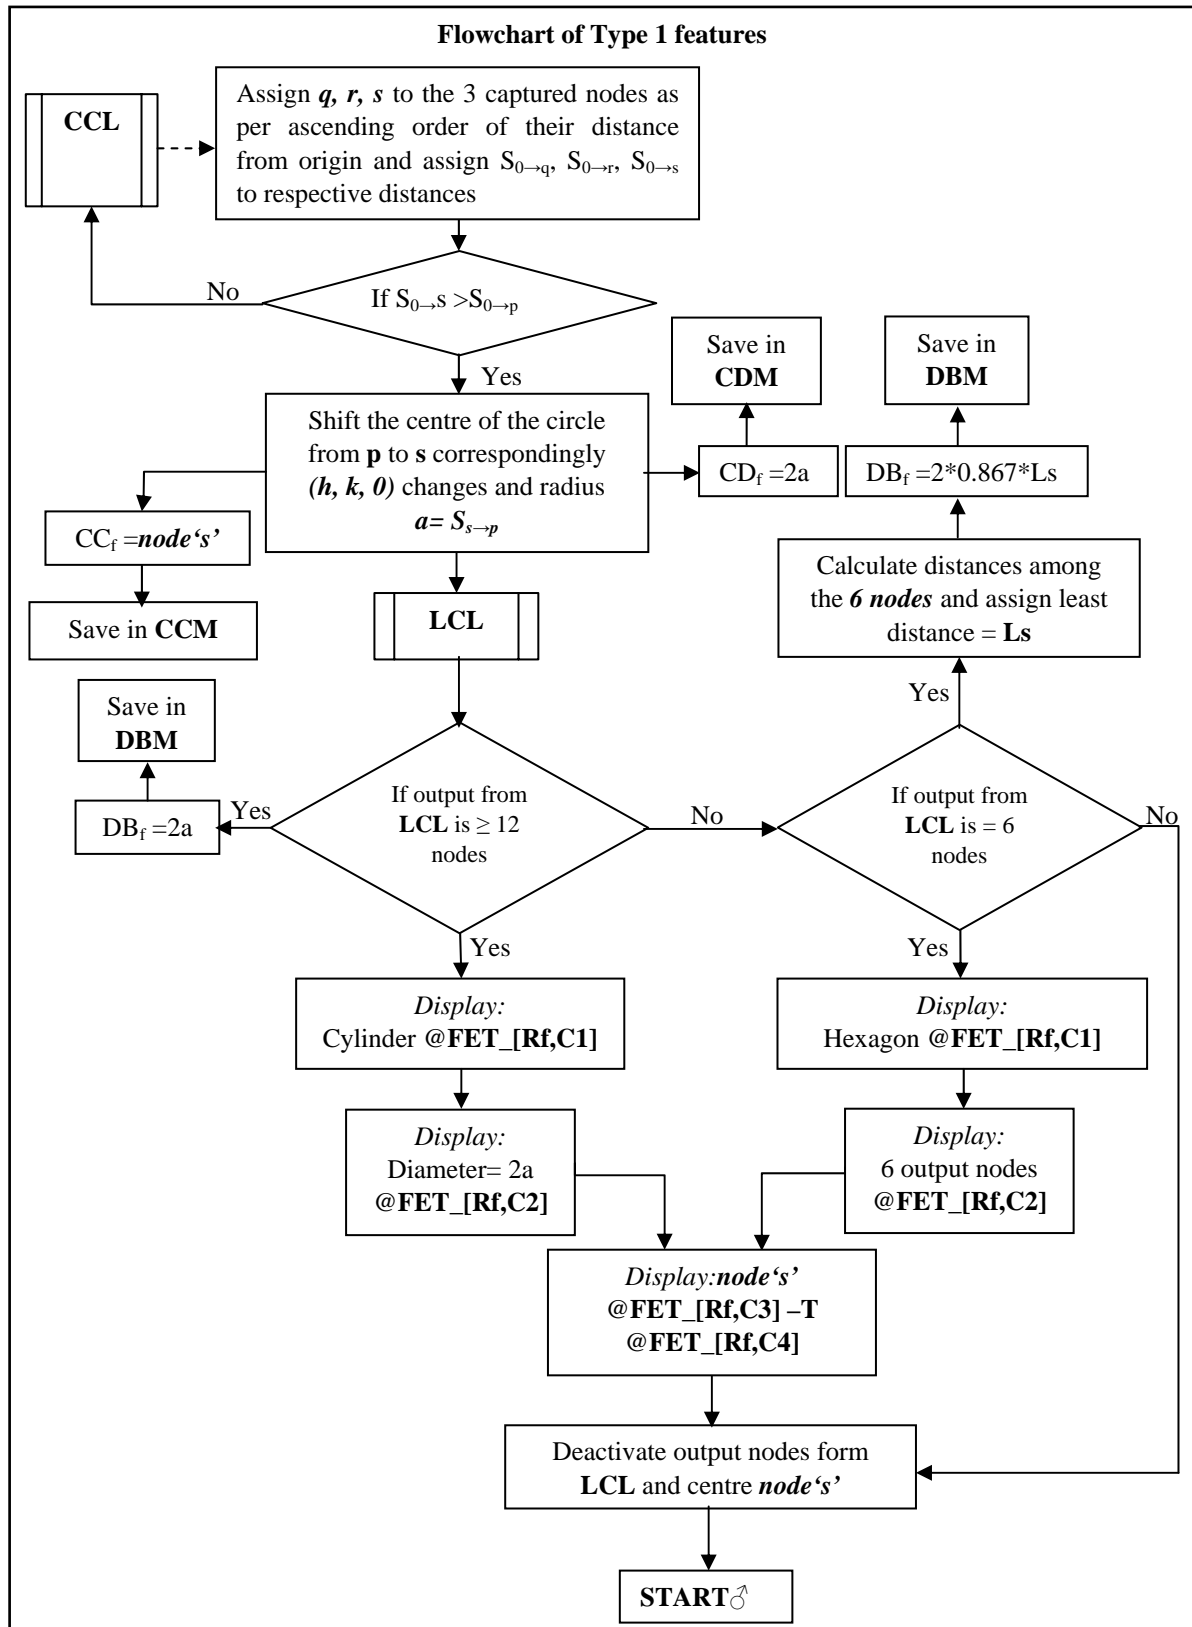 Flowchart of Type 1 features
CCL
Assign q, r, s to the 3 captured nodes as
per ascending order of their distance
from origin and assign S0→q, S0→r, S0→s
to respective distances
No
If S0→s >S0→p
Yes
Save in
CDM
Save in
DBM
Shift the centre of the circle
from p to s correspondingly
(h, k, 0) changes and radius
a= Ss→p
CDf =2a
DBf =2*0.867*Ls
CCf =node‘s’
Save in CCM
LCL
Calculate distances among
the 6 nodes and assign least
distance = Ls
Yes
Save in
DBM
DBf =2a
Yes
If output from
LCL is ≥ 12
nodes
No
If output from
LCL is = 6
nodes
No
Yes
Yes
Display:
Cylinder @FET_[Rf,C1]
Display:
Hexagon @FET_[Rf,C1]
Display:
Diameter= 2a
@FET_[Rf,C2]
Display:
6 output nodes
@FET_[Rf,C2]
Display:node‘s’
@FET_[Rf,C3] –T
@FET_[Rf,C4]
Deactivate output nodes form
LCL and centre node‘s’
START♂